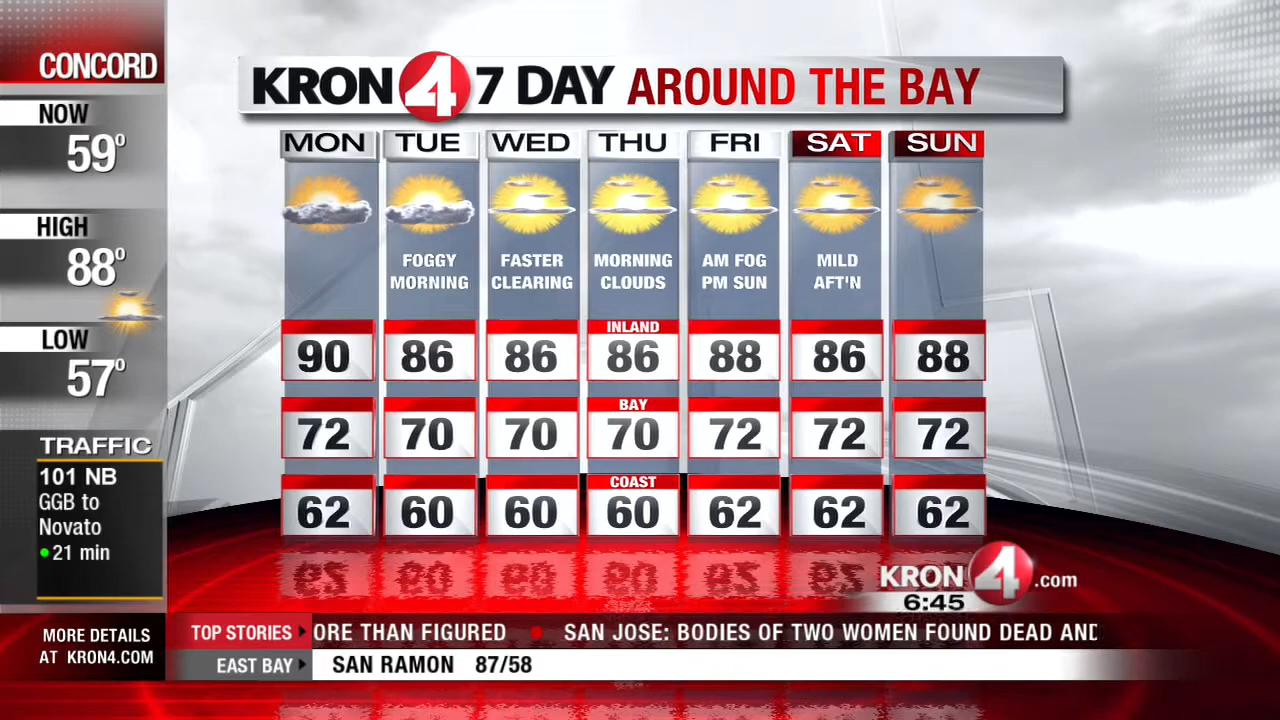 CONCORD
NOW
59°
HIGH
88°
LOW
57°
TRAFFIC
101 NB
GGB to
Novato
21 min
MORE DETAILS
AT KRON4.COM
KRON 4 7 DAY AROUND THE BAY
MON TUE WED THU FRI SAT SUN
FOGGY FASTER MORNING AM FOG MILD
MORNING CLEARING CLOUDS PM SUN AFT'N
INLAND
90 86 86 86 88 86 88
BAY
72 70 70 70 72 72 72
COAST
62 60 60 60 62 62 62
KRON 4 .com
6:45
TOP STORIES ORE THAN FIGURED • SAN JOSE: BODIES OF TWO WOMEN FOUND DEAD AND
EAST BAY SAN RAMON 87/58